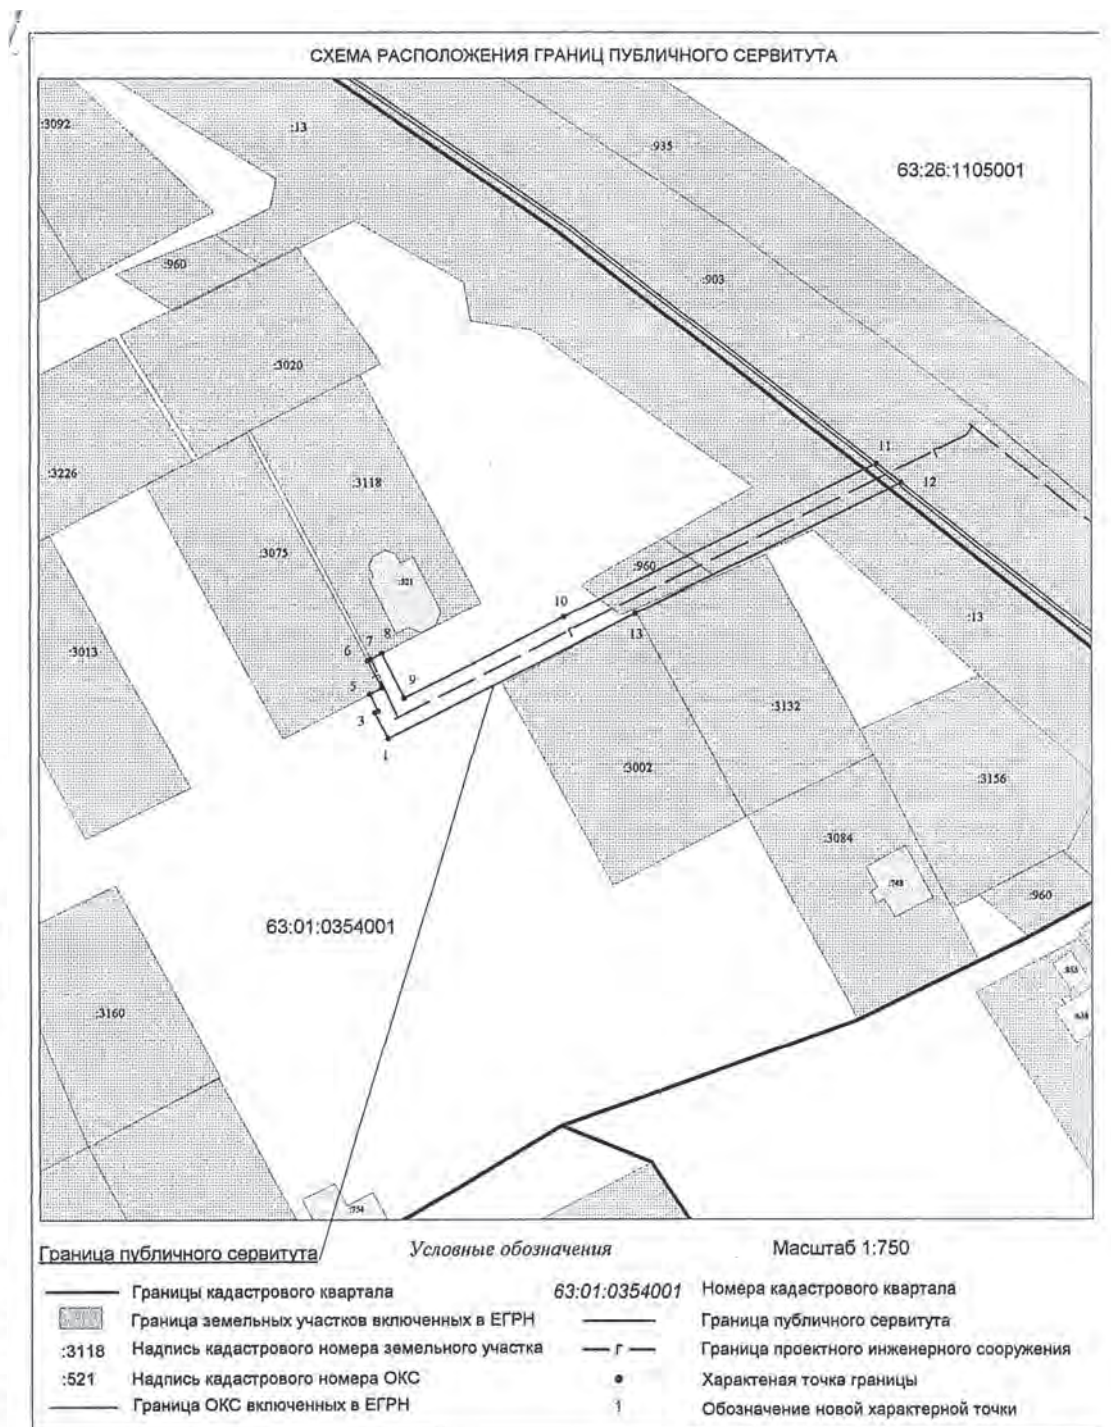 СХЕМА РАСПОЛОЖЕНИЯ ГРАНИЦ ПУБЛИЧНОГО СЕРВИТУТА
:3092
:13
:935
63:26:1105001
:960
:903
:3020
:3226
:3118
11
12
:3075
:521
:960
10
13
:13
7
8
6
:3013
9
5
3
1
:3132
:3002
:3156
:3084
:960
63:01:0354001
:3160
Граница публичного сервитута
Условные обозначения
Масштаб 1:750
Границы кадастрового квартала
63:01:0354001
Номера кадастрового квартала
Граница земельных участков включенных в ЕГРН
Граница публичного сервитута
:3118
Надпись кадастрового номера земельного участка
Г
Граница проектного инженерного сооружения
:521
Надпись кадастрового номера ОКС
Характеная точка границы
Граница ОКС включенных в ЕГРН
1
Обозначение новой характерной точки